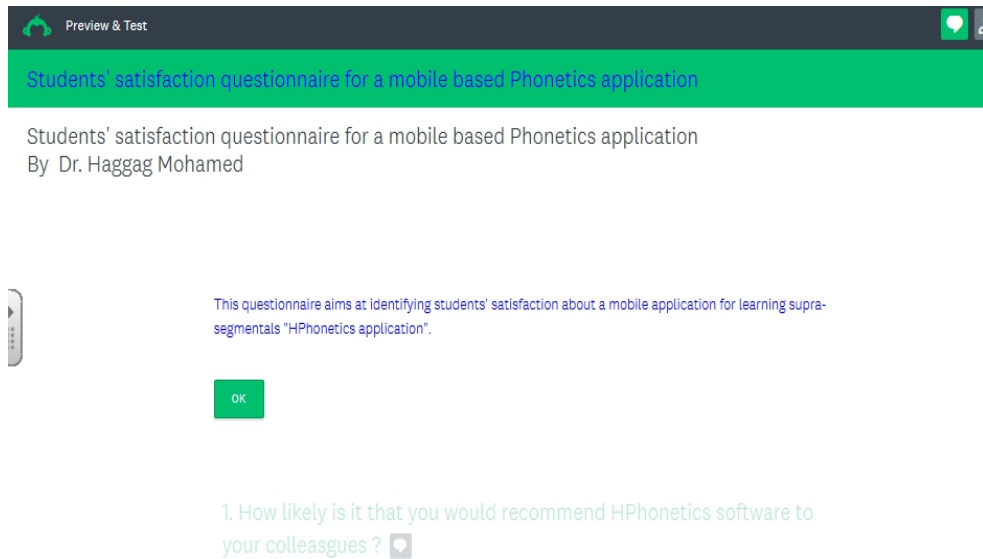 Preview & Test
Students' satisfaction questionnaire for a mobile based Phonetics application
Students' satisfaction questionnaire for a mobile based Phonetics application
By Dr. Haggag Mohamed
This questionnaire aims at identifying students' satisfaction about a mobile application for learning supra-
segmentals "HPhonetics application".
OK
1. How likely is it that you would recommend HPhonetics software to
your colleasgues ?